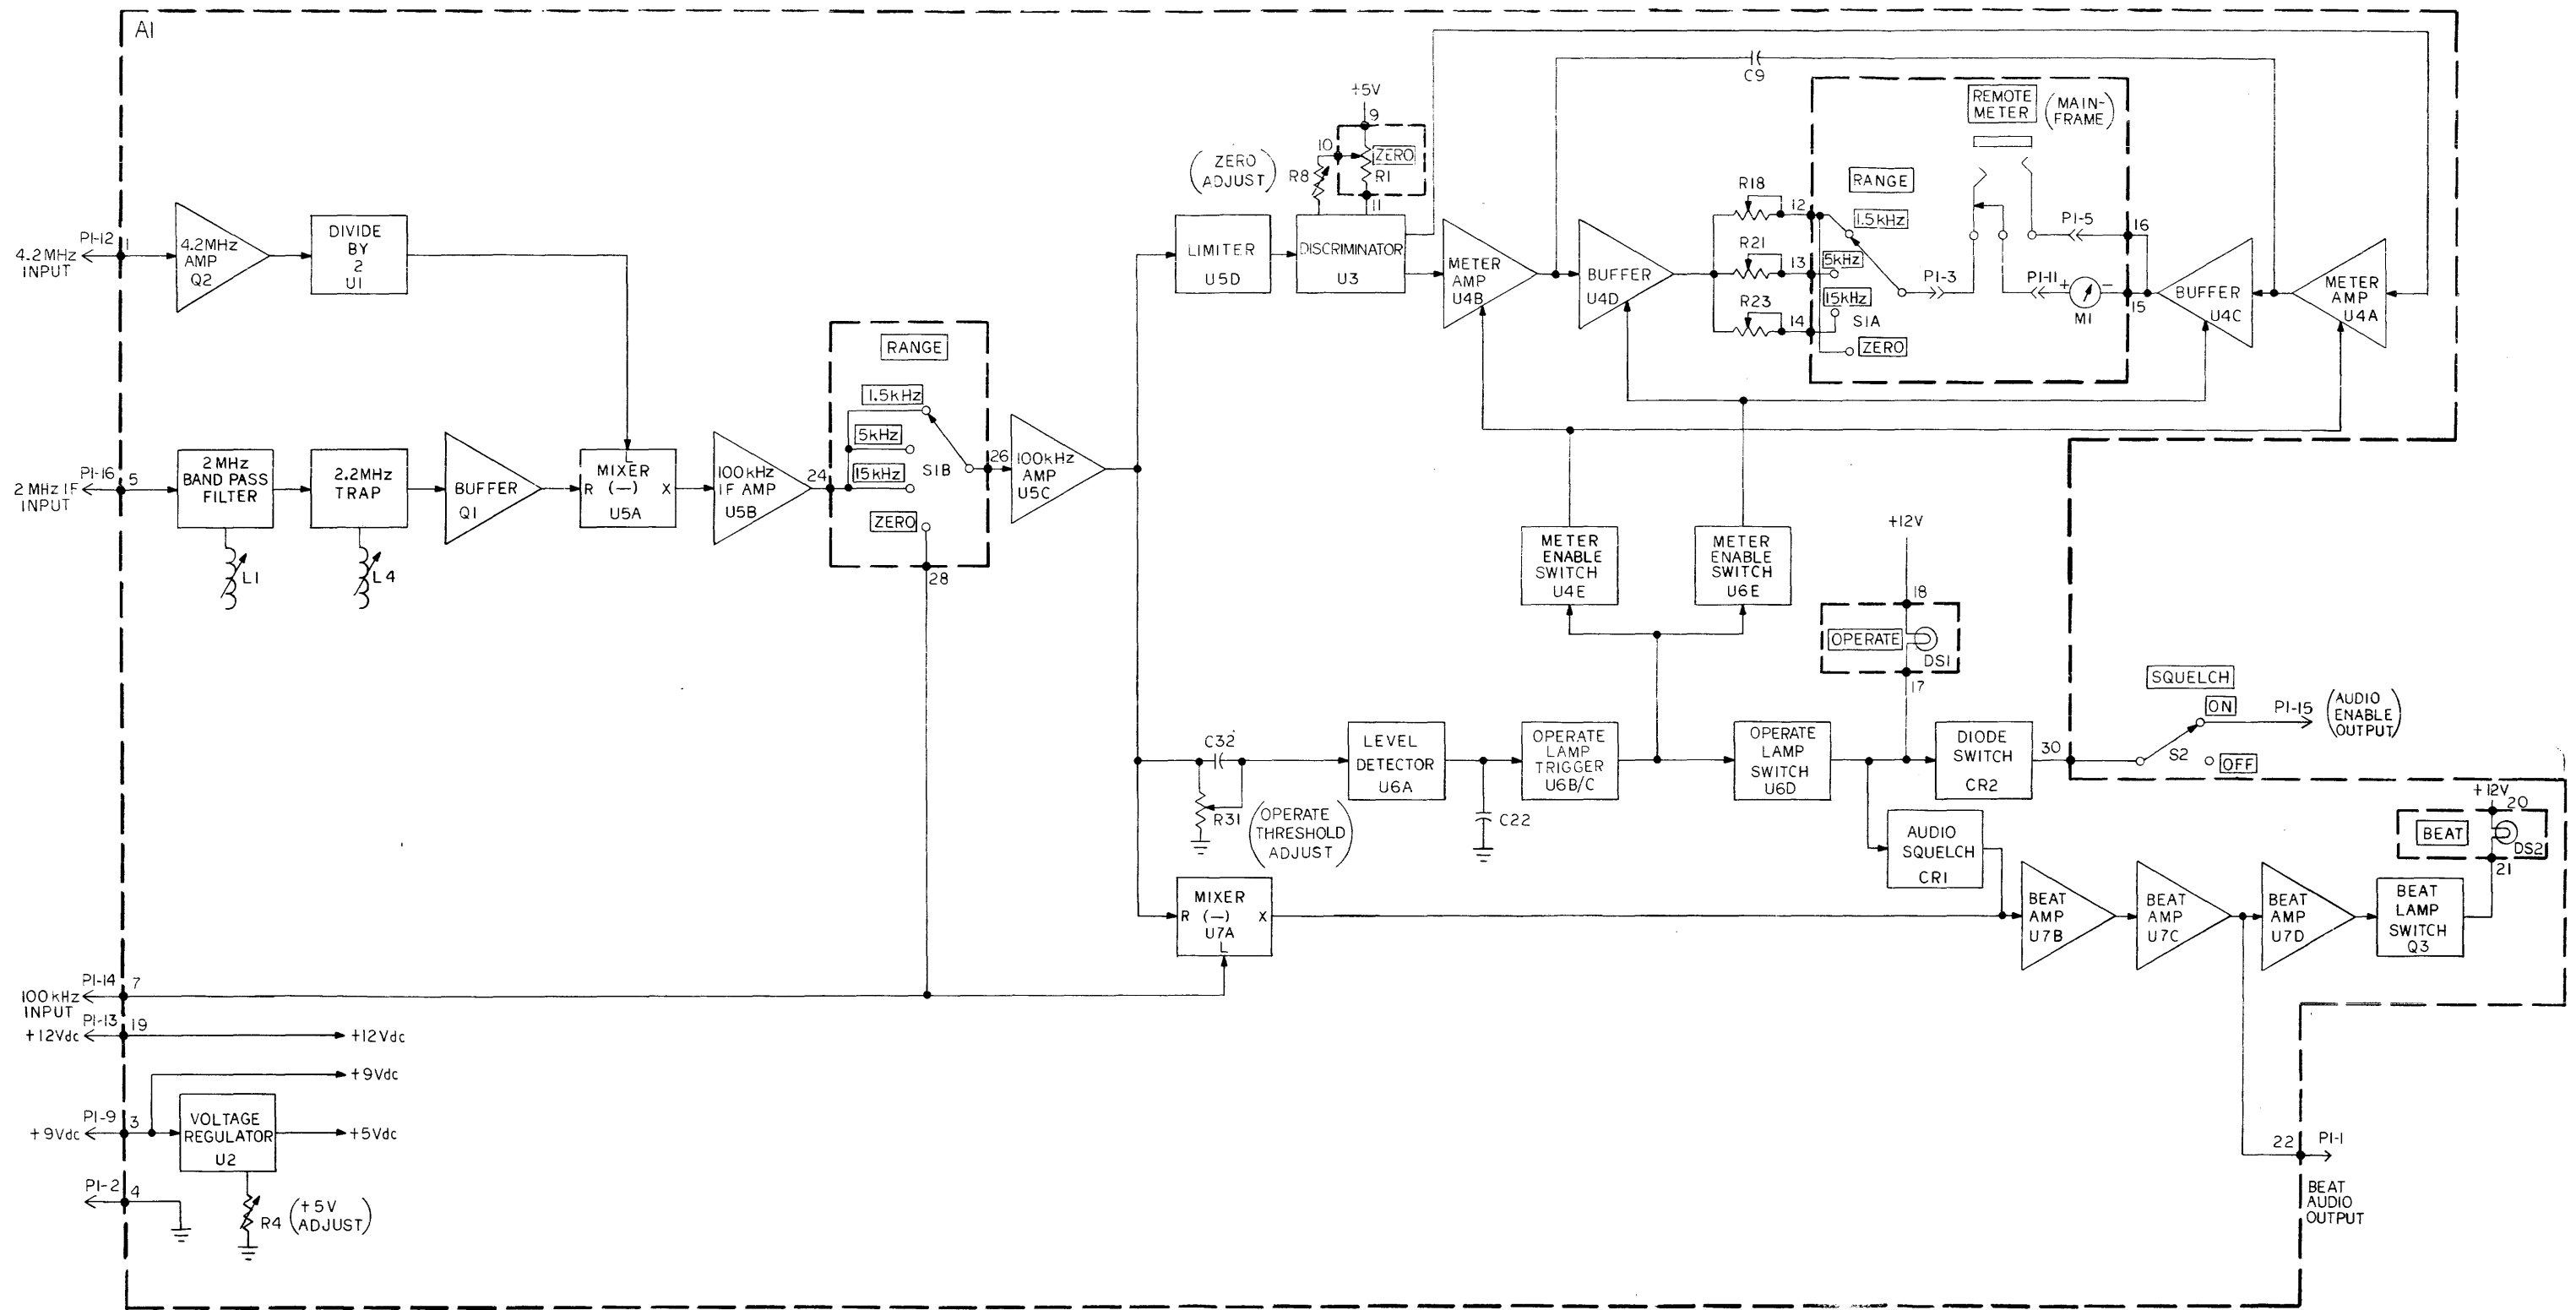 A1
P1-12
1
4.2MHz
INPUT
4.2MHz
AMP
Q2
DIVIDE
BY
2
U1
P1-16
5
2 MHz IF
INPUT
2 MHz
BAND PASS
FILTER
L1
2.2MHz
TRAP
L4
BUFFER
Q1
L
MIXER
R (—) X
U5A
100kHz
IF AMP
U5B
24
RANGE
1.5kHz
5kHz
15kHz
S1B
ZERO
28
26
100kHz
AMP
U5C
LIMITER
U5D
(ZERO
ADJUST)
R8
10
+5V
9
ZERO
R1
11
DISCRIMINATOR
U3
METER
AMP
U4B
C9
BUFFER
U4D
R18
12
R21
13
R23
14
REMOTE
METER
(MAIN-
FRAME)
RANGE
1.5kHz
5kHz
15kHz
S1A
ZERO
P1-3
P1-5
16
P1-11
+
-
M1
15
BUFFER
U4C
METER
AMP
U4A
METER
ENABLE
SWITCH
U4E
METER
ENABLE
SWITCH
U6E
+12V
18
OPERATE
DS1
17
C32
R31
(OPERATE
THRESHOLD
ADJUST)
LEVEL
DETECTOR
U6A
C22
OPERATE
LAMP
TRIGGER
U6B/C
OPERATE
LAMP
SWITCH
U6D
DIODE
SWITCH
CR2
30
SQUELCH
ON
S2
OFF
P1-15
(AUDIO
ENABLE
OUTPUT)
AUDIO
SQUELCH
CR1
MIXER
R (—) X
U7A
L
BEAT
AMP
U7B
BEAT
AMP
U7C
BEAT
AMP
U7D
BEAT
LAMP
SWITCH
Q3
+12V
20
BEAT
DS2
21
P1-14
7
100kHz
INPUT
P1-13
19
+12Vdc
+12Vdc
+9Vdc
P1-9
3
+9Vdc
VOLTAGE
REGULATOR
U2
+5Vdc
P1-2
4
R4
(+5V
ADJUST)
22
P1-1
BEAT
AUDIO
OUTPUT